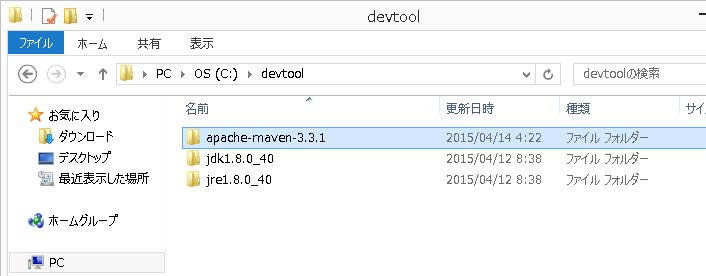 devtool
ファイル ホーム 共有 表示
PC OS (C:) devtool devtoolの検索
お気に入り
ダウンロード
デスクトップ
最近表示した場所
ホームグループ
PC
名前 更新日時 種類 サイ
apache-maven-3.3.1 2015/04/14 4:22 ファイル フォルダー
jdk1.8.0_40 2015/04/12 8:38 ファイル フォルダー
jre1.8.0_40 2015/04/12 8:38 ファイル フォルダー